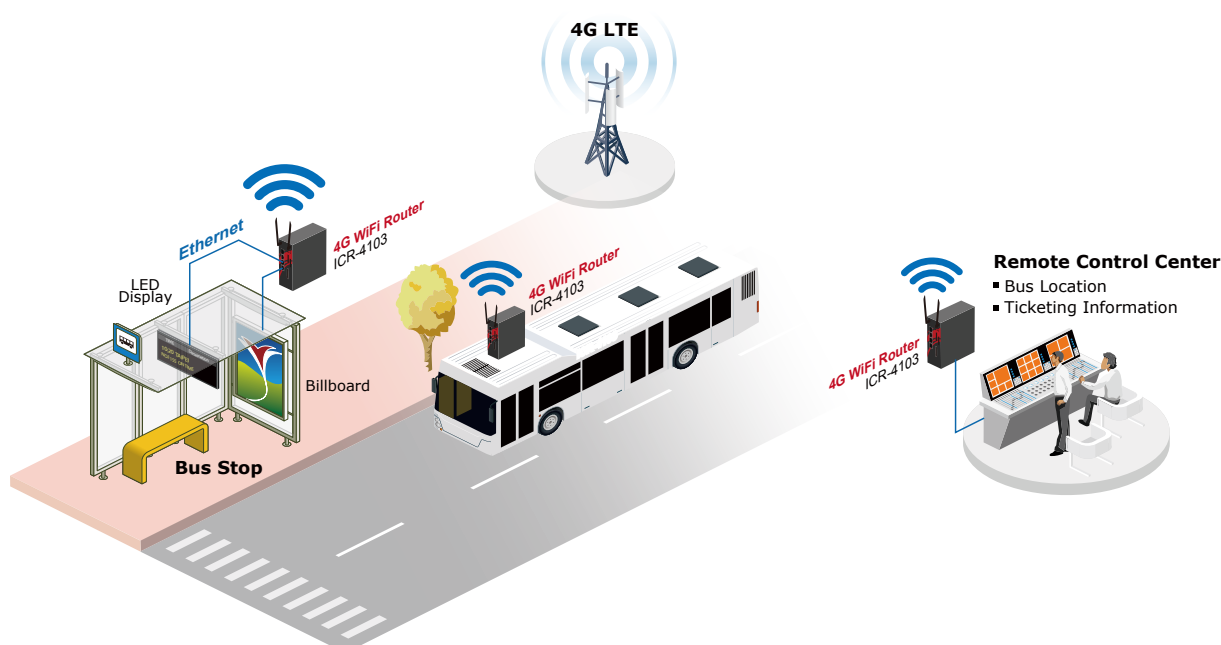 4G LTE
4G WiFi Router
ICR-4103
Ethernet
LED
Display
Billboard
Bus Stop
4G WiFi Router
ICR-4103
4G WiFi Router
ICR-4103
Remote Control Center
▪ Bus Location
▪ Ticketing Information